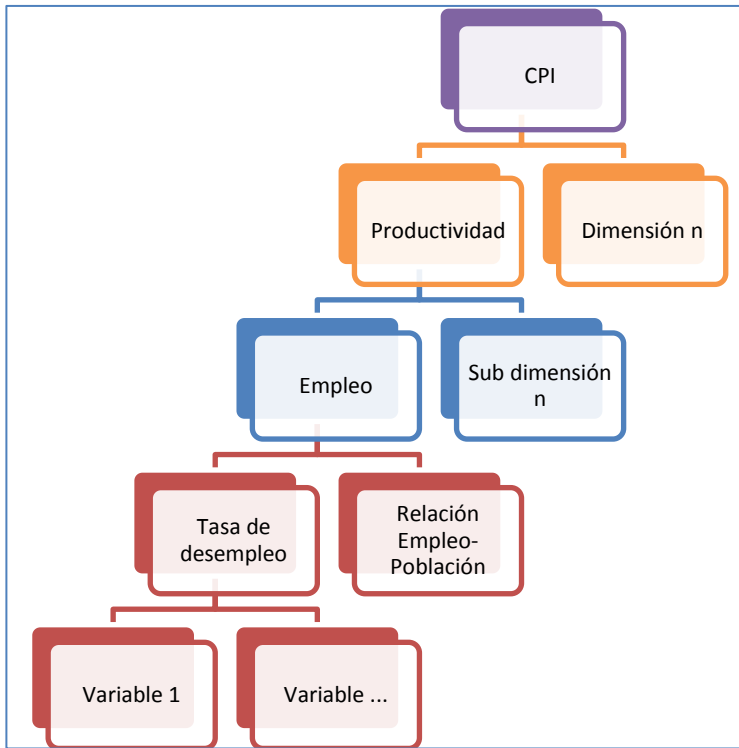 CPI
Productividad
Dimensión n
Empleo
Sub dimensión
n
Tasa de
desempleo
Relación
Empleo-
Población
Variable 1
Variable ...